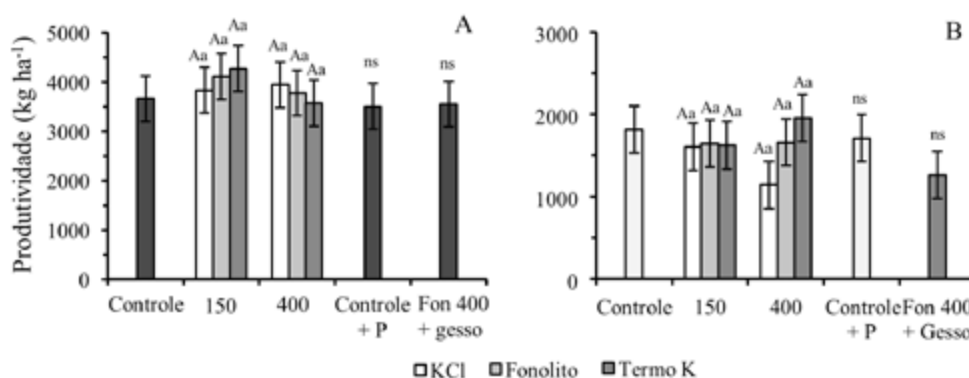 Produtividade (kg ha-1)
A
5000
4000
3000
2000
1000
0
Aa Aa Aa
Aa Aa Aa
ns
ns
Controle 150 400 Controle + P Fon 400 + gesso
B
3000
2000
1000
0
Aa Aa Aa
Aa Aa Aa
ns
ns
Controle 150 400 Controle + P Fon 400 + Gesso
KCl Fonolito Termo K